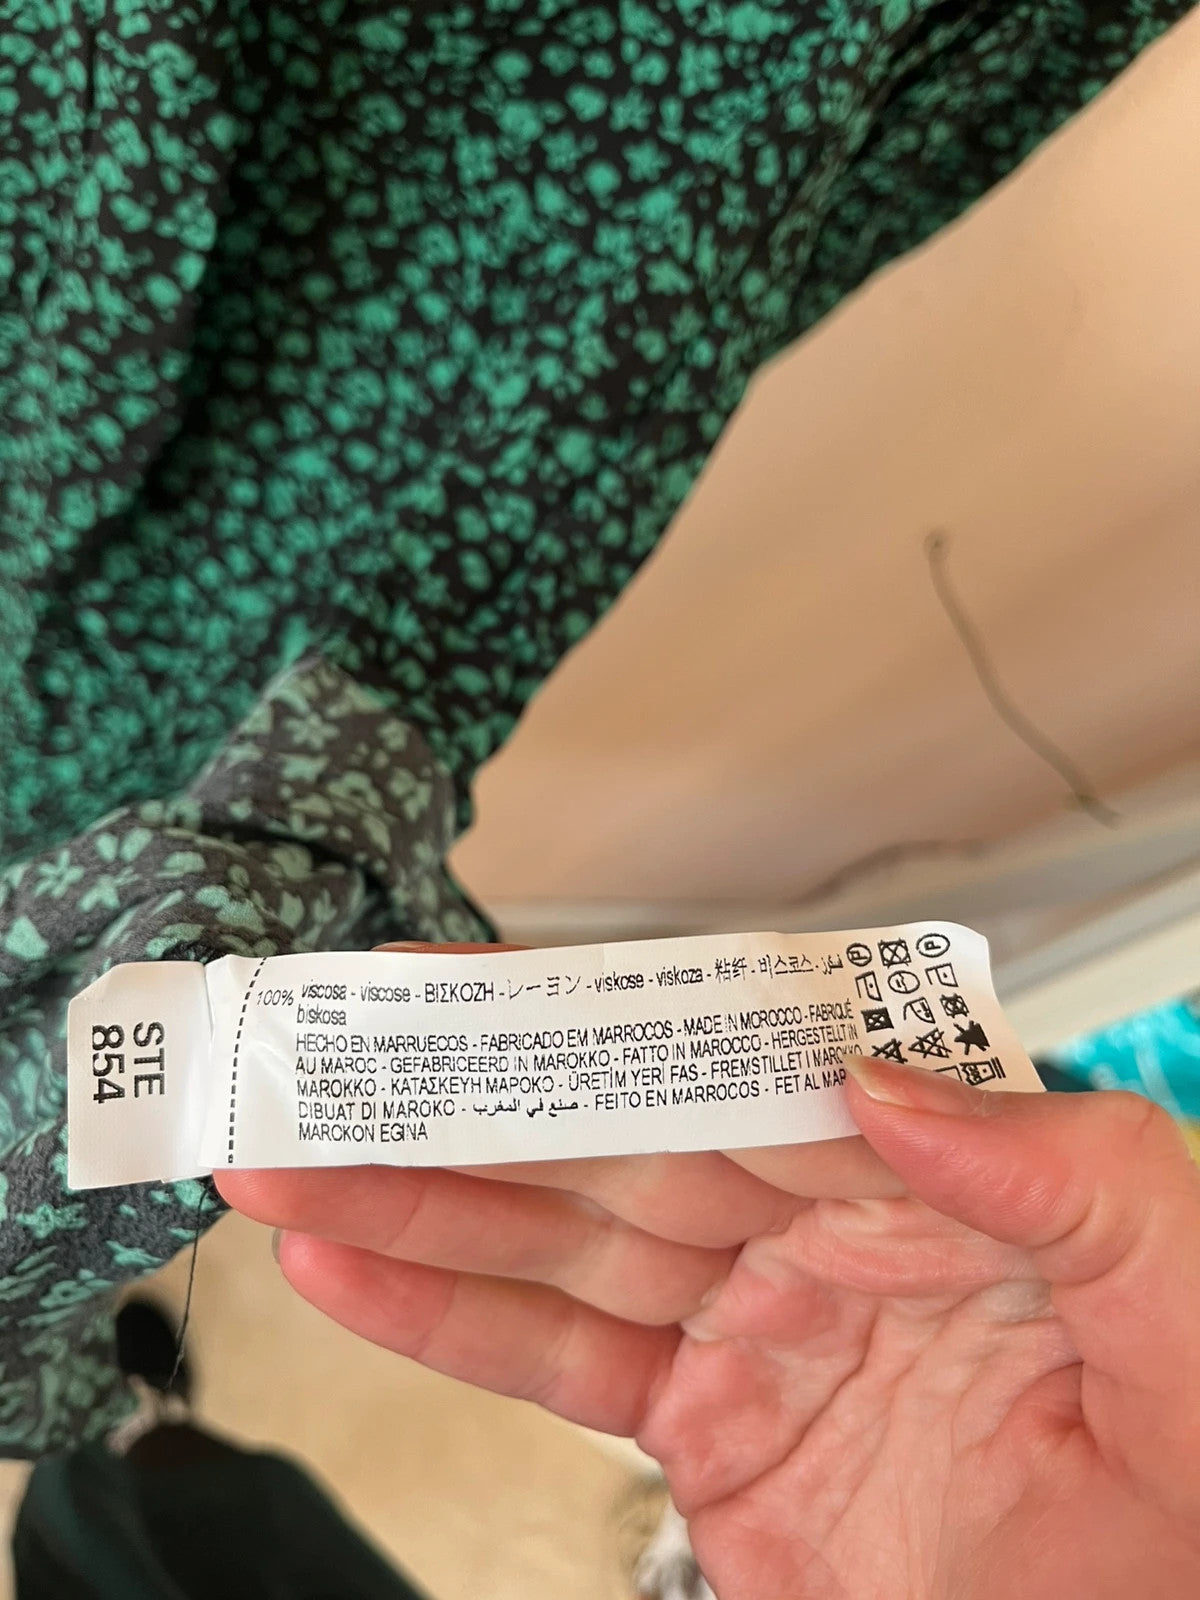 STE
854
100% viscosa - viscose - ΒΙΣΚΟΖΗ - レーヨン - viskose - viskoza - 粘纤 - 비스코스 -
biskosa
HECHO EN MARRUECOS - FABRICADO EM MARROCOS - MADE IN MOROCCO - FABRIQUÉ
AU MAROC - GEFABRICEERD IN MAROKKO - FATTO IN MAROCCO - HERGESTELLT IN
MAROKKO - ΚΑΤΑΣΚΕΥΗ ΜΑΡΟΚΟ - ÜRETİM YERİ FAS - FREMSTILLET I MAROKKO
DIBUAT DI MAROKO - صنع في المغرب - FEITO EN MARROCOS - FET AL MAR
MARCKON EGINA